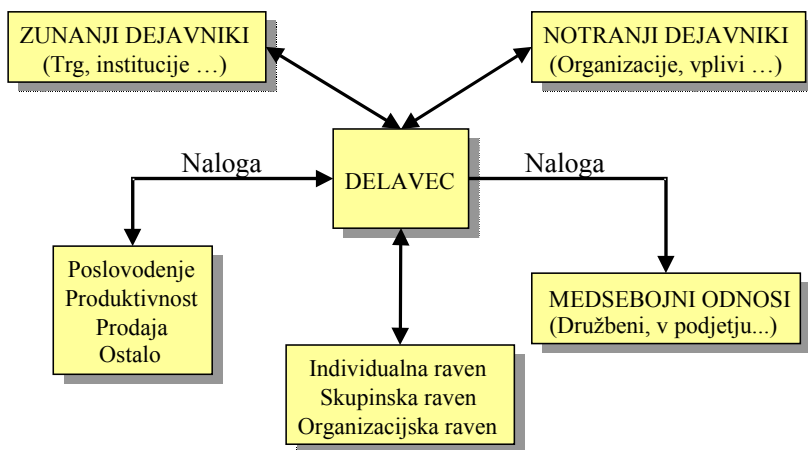 ZUNANJI DEJAVNIKI
(Trg, institucije …)
NOTRANJI DEJAVNIKI
(Organizacije, vplivi …)
Naloga
DELAVEC
Naloga
Poslovodenje
Produktivnost
Prodaja
Ostalo
MEDSEBOJNI ODNOSI
(Družbeni, v podjetju...)
Individualna raven
Skupinska raven
Organizacijska raven